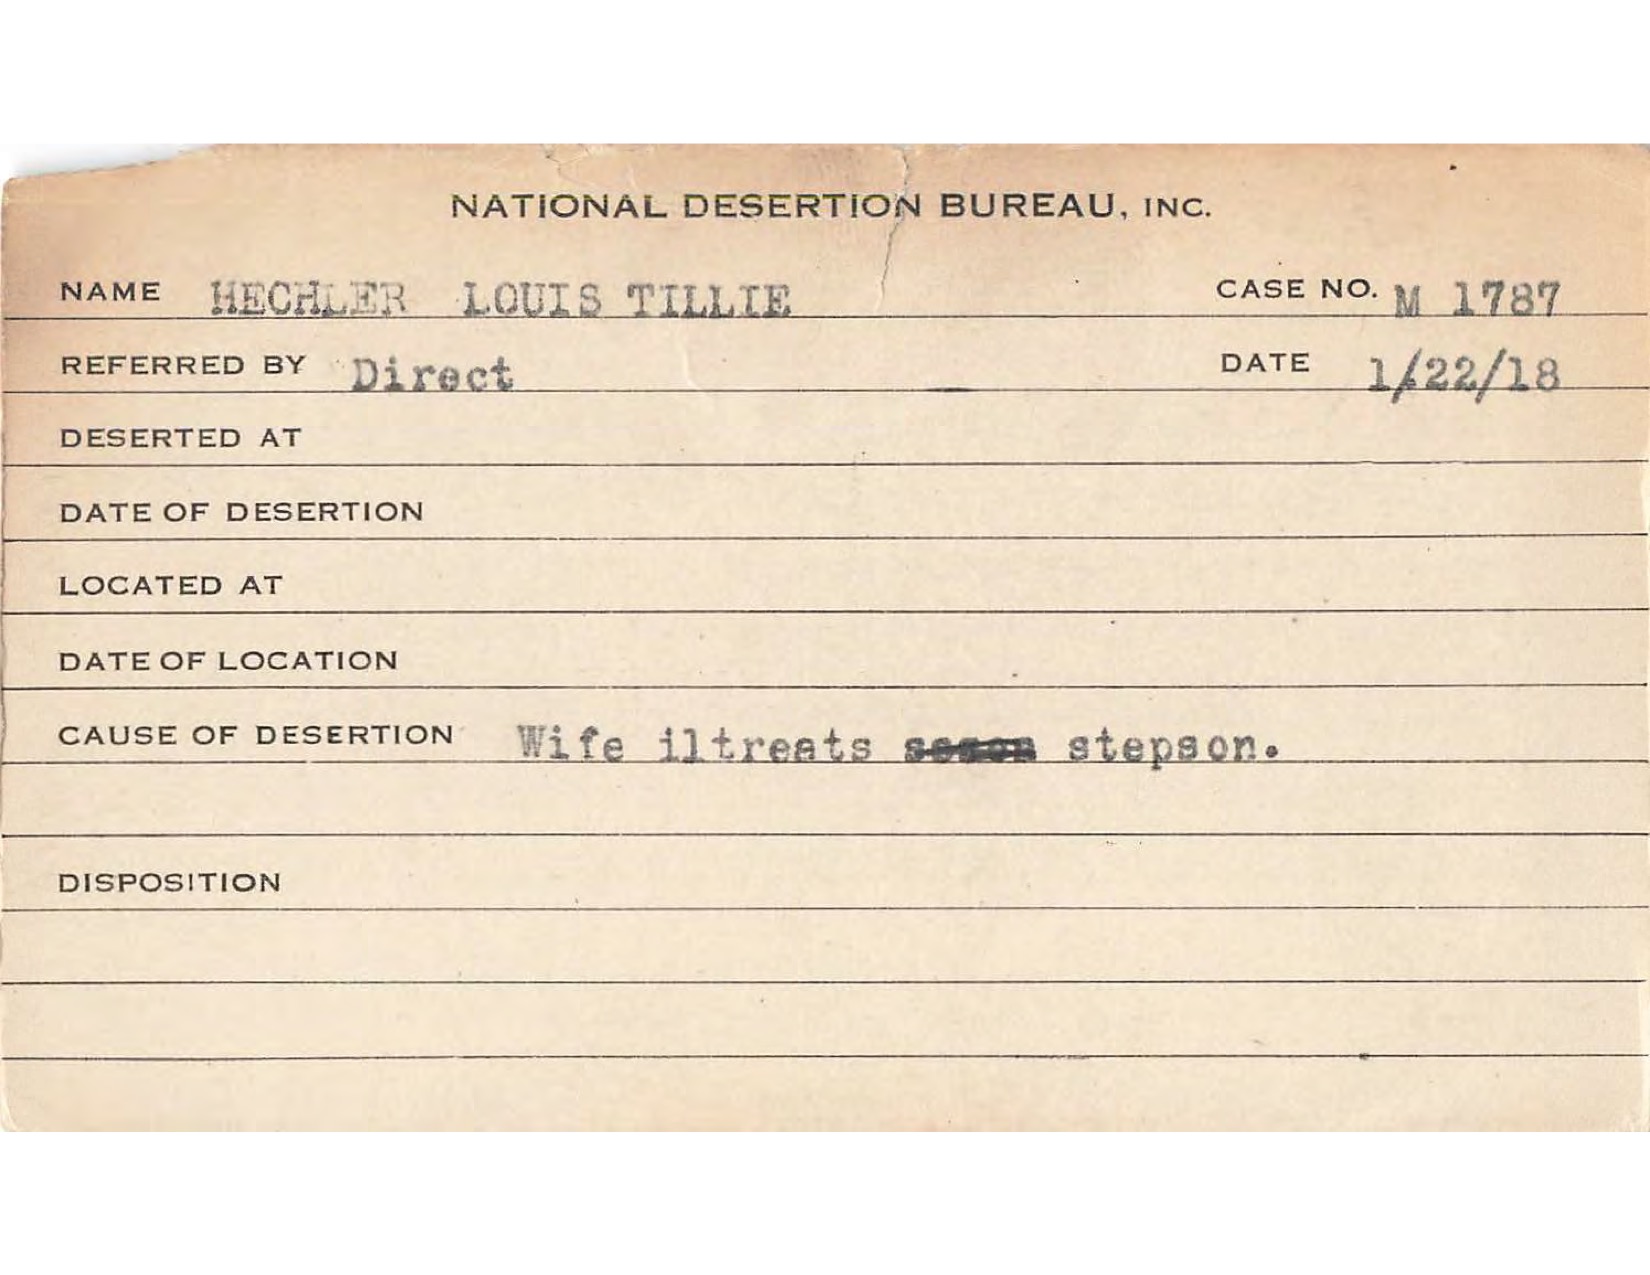 NATIONAL DESERTION BUREAU, INC.
NAME HECHLER LOUIS TILLIE CASE NO. M 1787
REFERRED BY Direct DATE 1/22/18
DESERTED AT
DATE OF DESERTION
LOCATED AT
DATE OF LOCATION
CAUSE OF DESERTION Wife iltreats stepson.
DISPOSITION